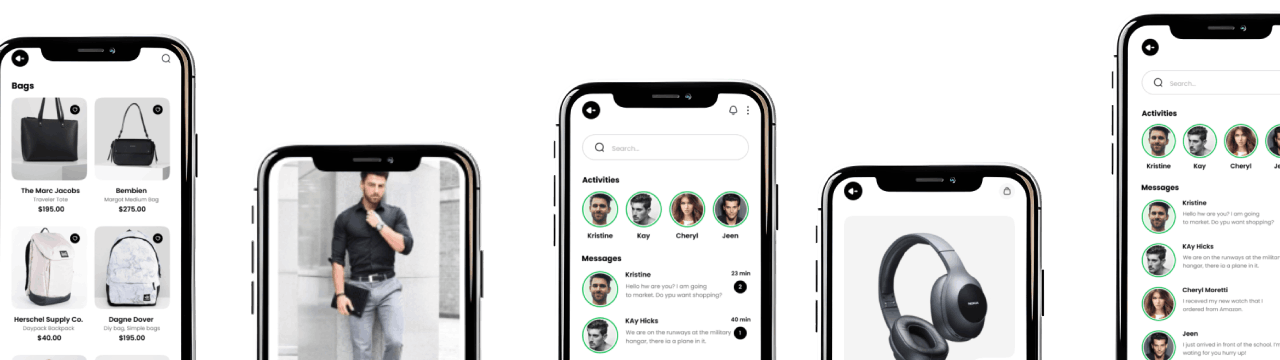 Bags
The Marc Jacobs
Traveler Tote
$195.00
Bembien
Margot Medium Bag
$275.00
Herschel Supply Co.
Daypack Backpack
$40.00
Dagne Dover
Diy bag, Simple bags
$195.00
Search...
Activities
Kristine
Kay
Cheryl
Jeen
Messages
Kristine
23 min
Hello hw are you? I am going
to market. Do ypu want shopping?
2
KAy Hicks
40 min
We are on the runways at the military
hangar, there is a plane in it.
1
NOKIA
Search...
Activities
Kristine
Kay
Cheryl
Je
Messages
Kristine
Hello hw are you? I am going
to market. Do ypu want shopping?
KAy Hicks
We are on the runways at the militar
hangar, there is a plane in it.
Cheryl Moretti
I receved my new watch that I
ordered from Amazon.
Jeen
I just arrived in front of the school. I'm
waiting for you hurry up!